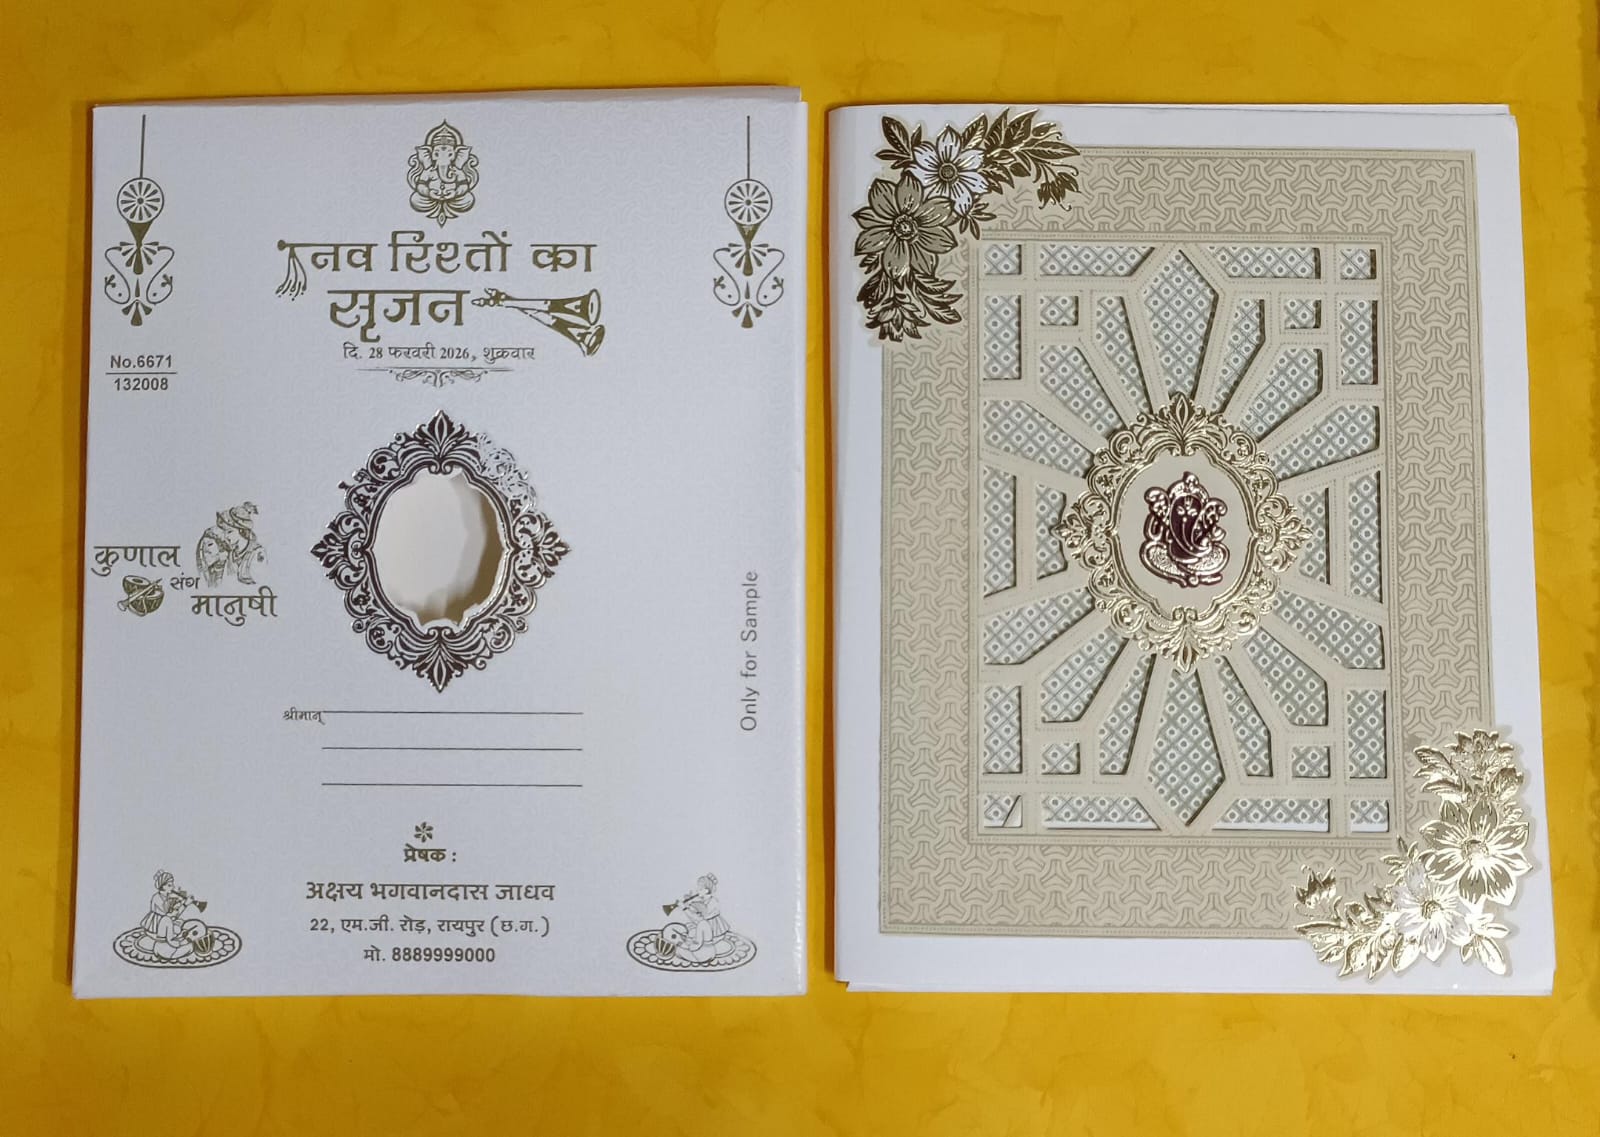 नव रिश्तों का
सृजन
दि. 28 फरवरी 2026, शुक्रवार
No.6671
132008
कुणाल
संग
मानुषी
Only for Sample
श्रीमान्
प्रेषक :
अक्षय भगवानदास जाधव
22, एम.जी. रोड़, रायपुर (छ.ग.)
मो. 8889999000